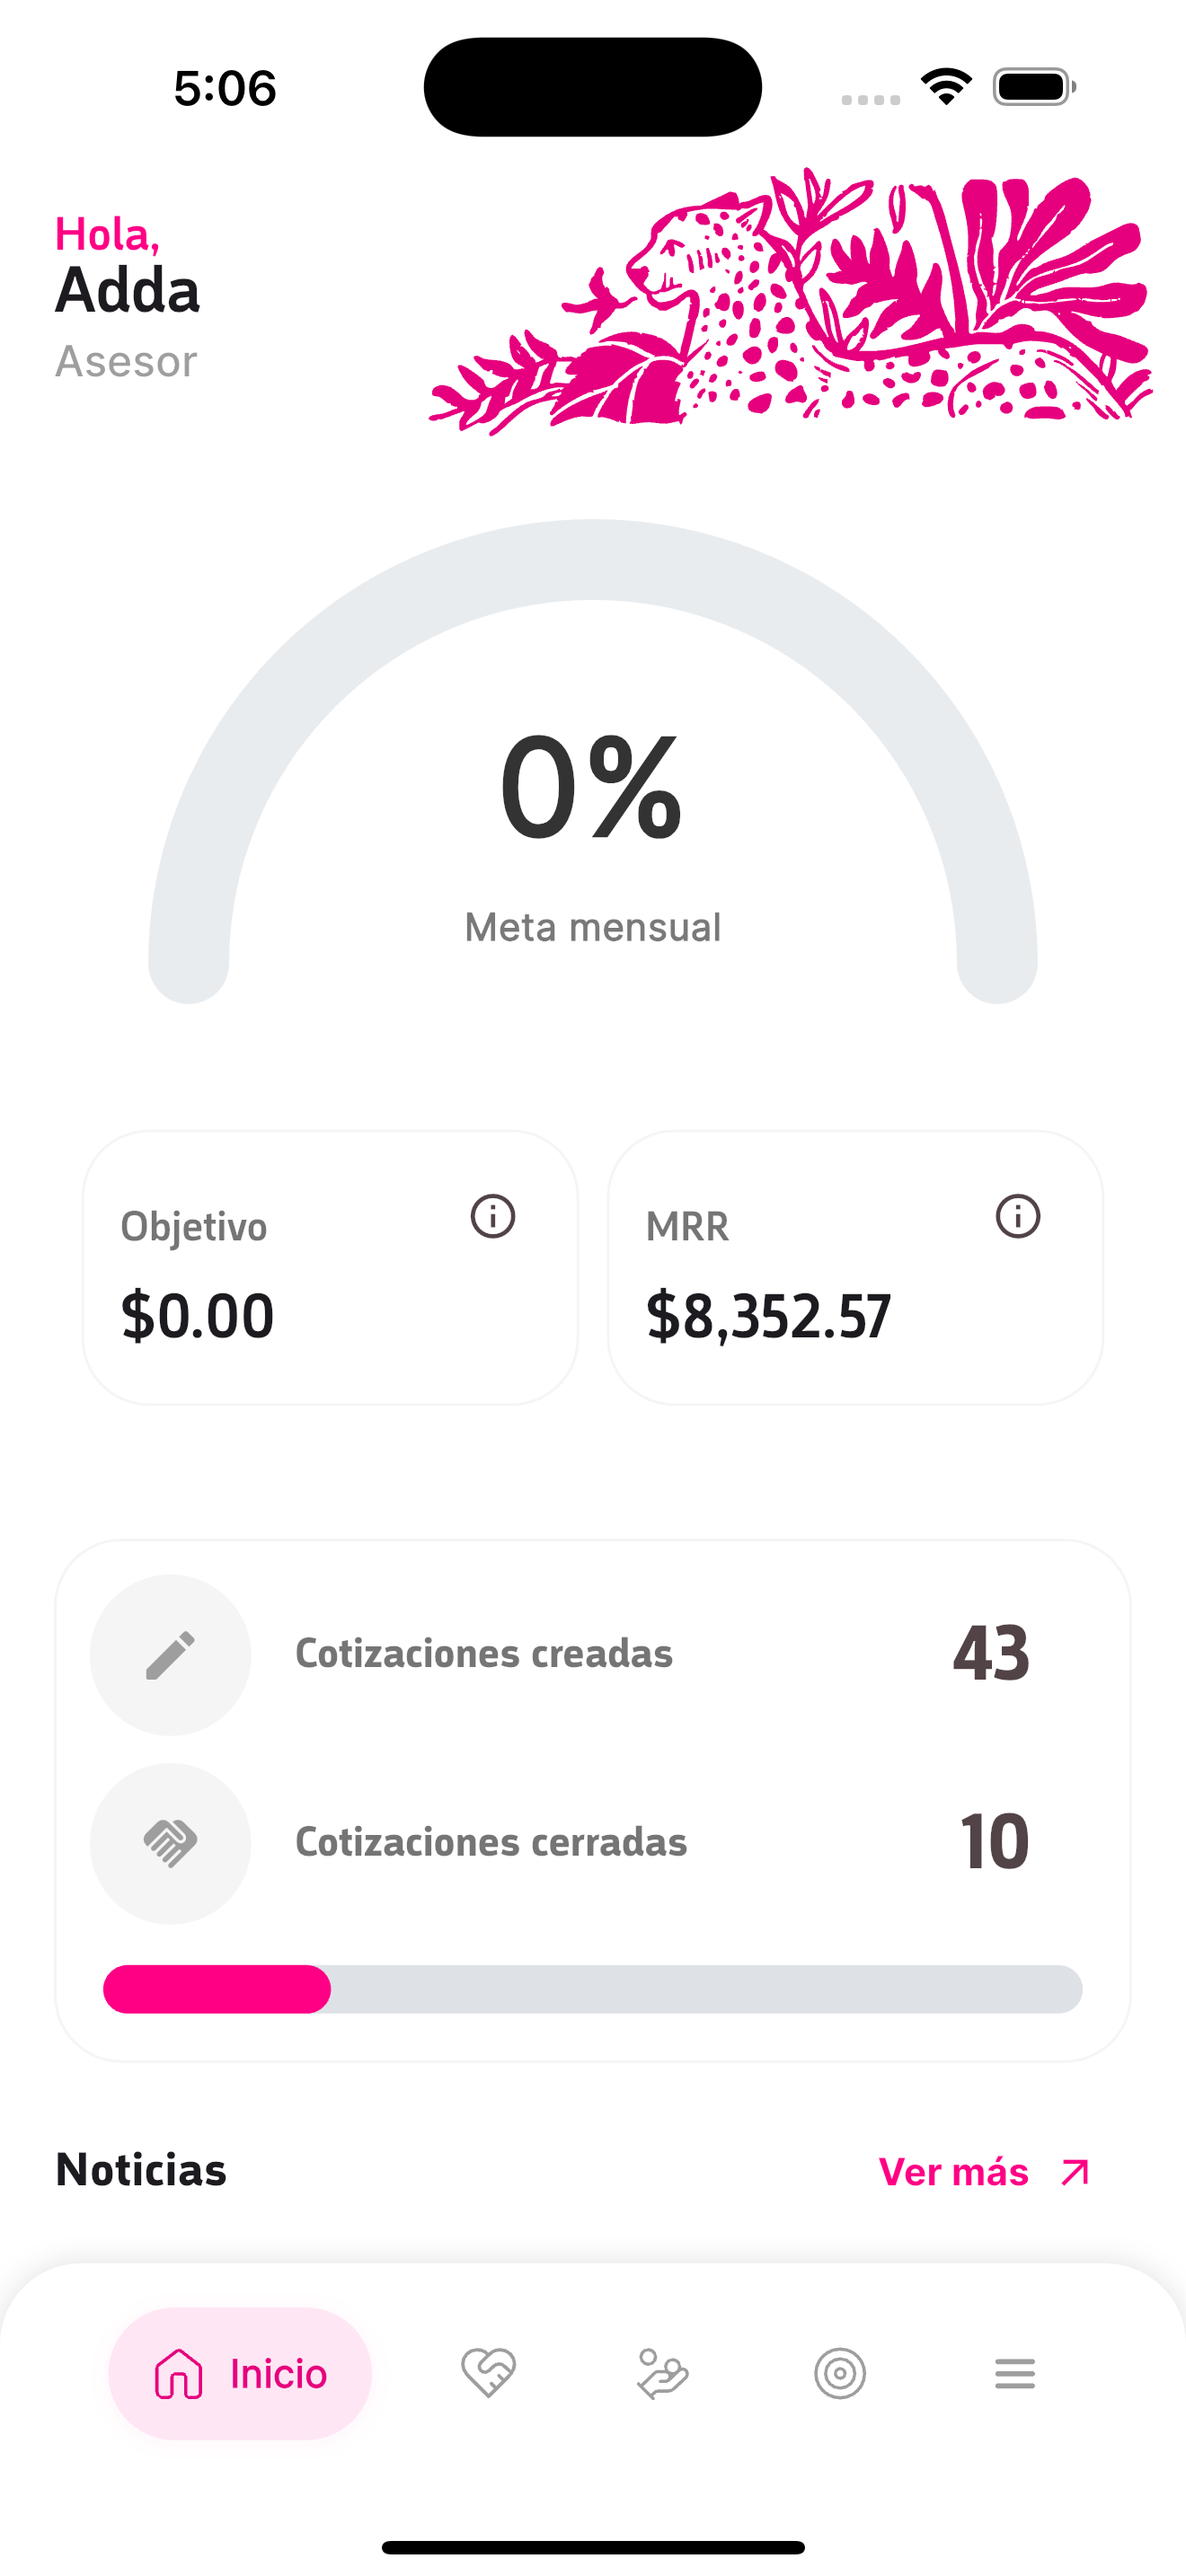 5:06
Hola,
Adda
Asesor
0%
Meta mensual
Objetivo
$0.00
MRR
$8,352.57
Cotizaciones creadas
43
Cotizaciones cerradas
10
Noticias
Ver más
Inicio